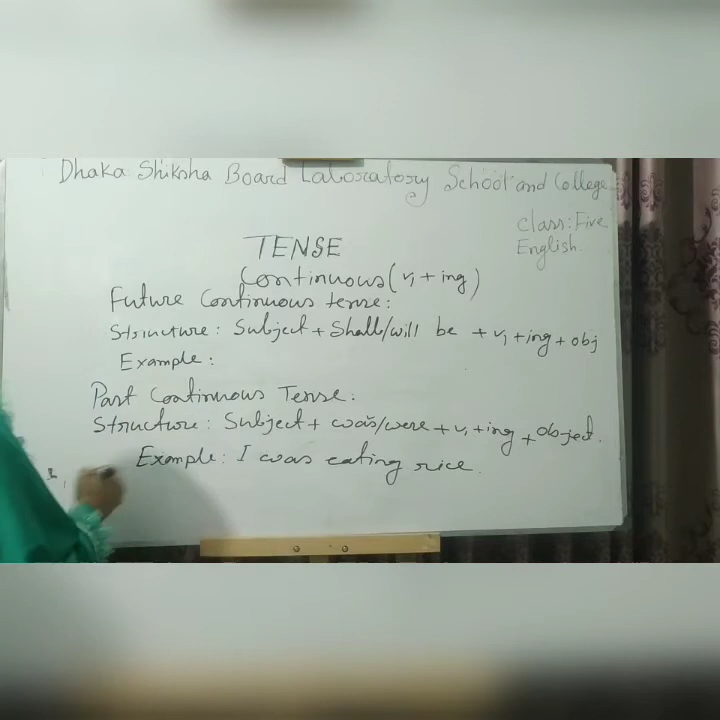 Dhaka Shiksha Board Laboratory School and College
Class: Five
English.
TENSE
Continuous (v₁ + ing)
Future Continuous tense:
Structure: Subject + Shall/will be + v₁ + ing + obj
Example:
Past Continuous Tense:
Structure: Subject + was/were + v₁ + ing + object.
Example: I was eating rice.